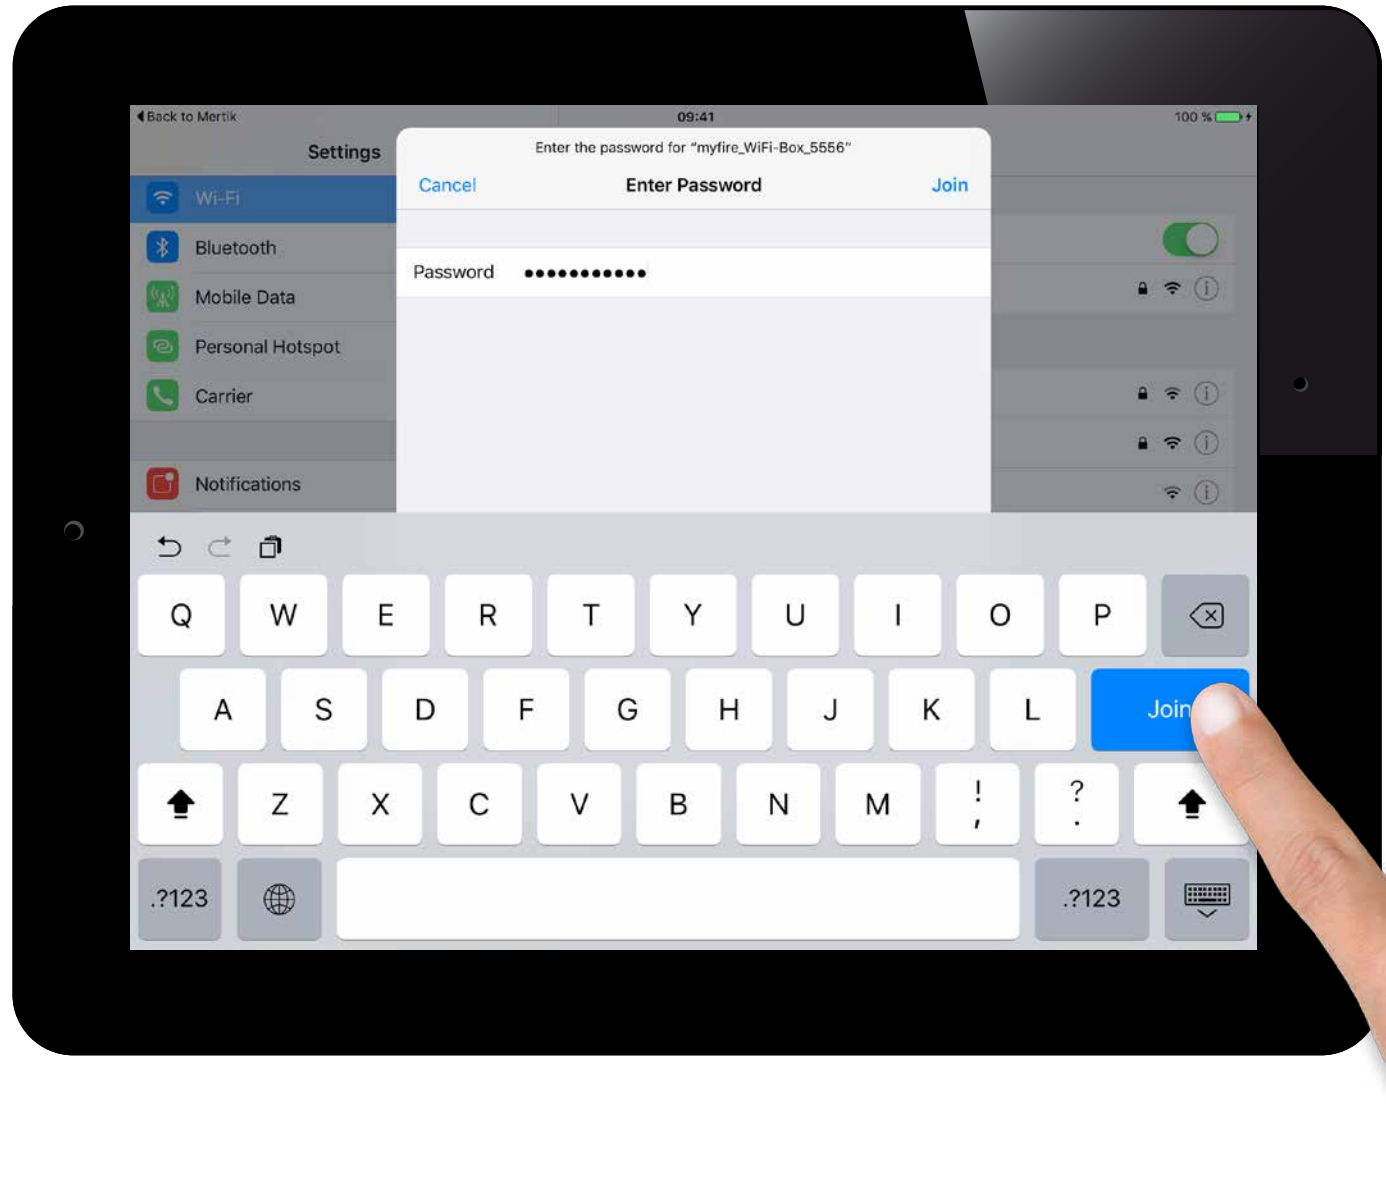 Back to Mertik
09:41
100 %
Settings
Enter the password for “myfire_WiFi-Box_5556”
Cancel
Enter Password
Join
Wi-Fi
Bluetooth
Password ●●●●●●●●●●●
Mobile Data
Personal Hotspot
Carrier
Notifications
Q W E R T Y U I O P
A S D F G H J K L Join
Z X C V B N M ! , ? .
.?123 .?123